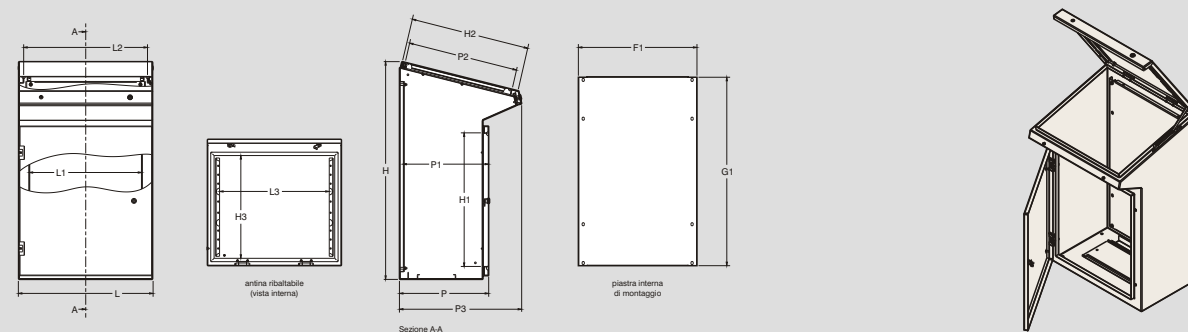 A
L2
L1
L
A
L3
H3
antina ribaltabile
(vista interna)
H2
P2
P1
H
H1
P
P3
Sezione A-A
F1
G1
piastra interna
di montaggio